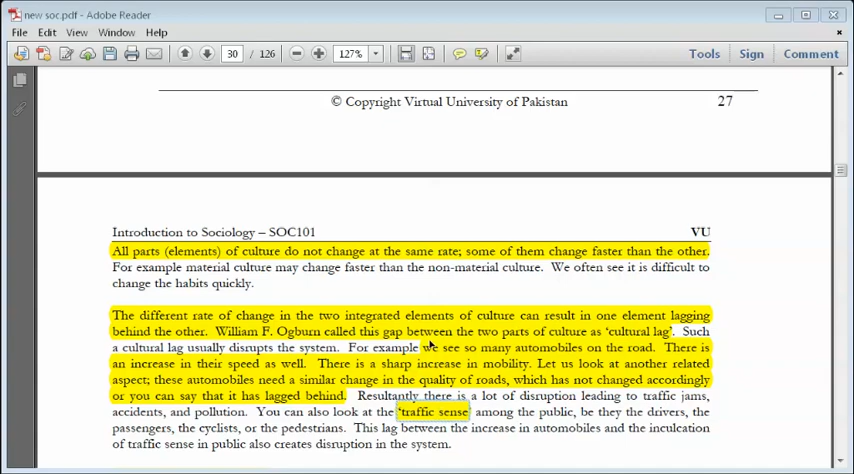 new soc.pdf - Adobe Reader
File Edit View Window Help
30 / 126 127% Tools Sign Comment
© Copyright Virtual University of Pakistan 27
Introduction to Sociology – SOC101 VU
All parts (elements) of culture do not change at the same rate; some of them change faster than the other.
For example material culture may change faster than the non-material culture. We often see it is difficult to
change the habits quickly.
The different rate of change in the two integrated elements of culture can result in one element lagging
behind the other. William F. Ogburn called this gap between the two parts of culture as ‘cultural lag’. Such
a cultural lag usually disrupts the system. For example we see so many automobiles on the road. There is
an increase in their speed as well. There is a sharp increase in mobility. Let us look at another related
aspect; these automobiles need a similar change in the quality of roads, which has not changed accordingly
or you can say that it has lagged behind. Resultantly there is a lot of disruption leading to traffic jams,
accidents, and pollution. You can also look at the ‘traffic sense’ among the public, be they the drivers, the
passengers, the cyclists, or the pedestrians. This lag between the increase in automobiles and the inculcation
of traffic sense in public also creates disruption in the system.